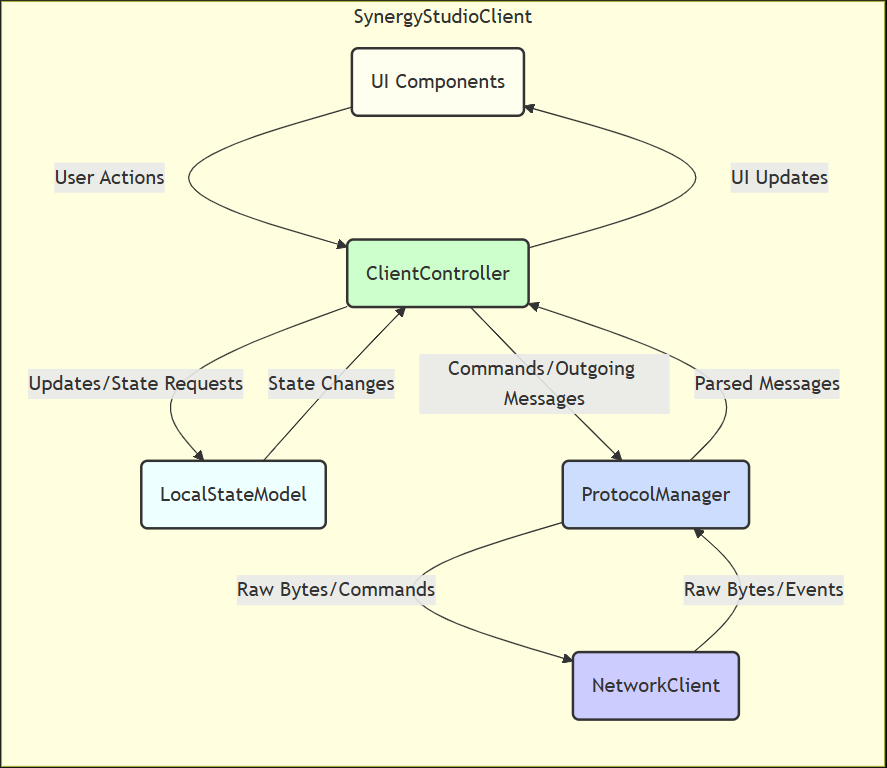 SynergyStudioClient
UI Components
User Actions
UI Updates
ClientController
Updates/State Requests
State Changes
Commands/Outgoing
Messages
Parsed Messages
LocalStateModel
ProtocolManager
Raw Bytes/Commands
Raw Bytes/Events
NetworkClient